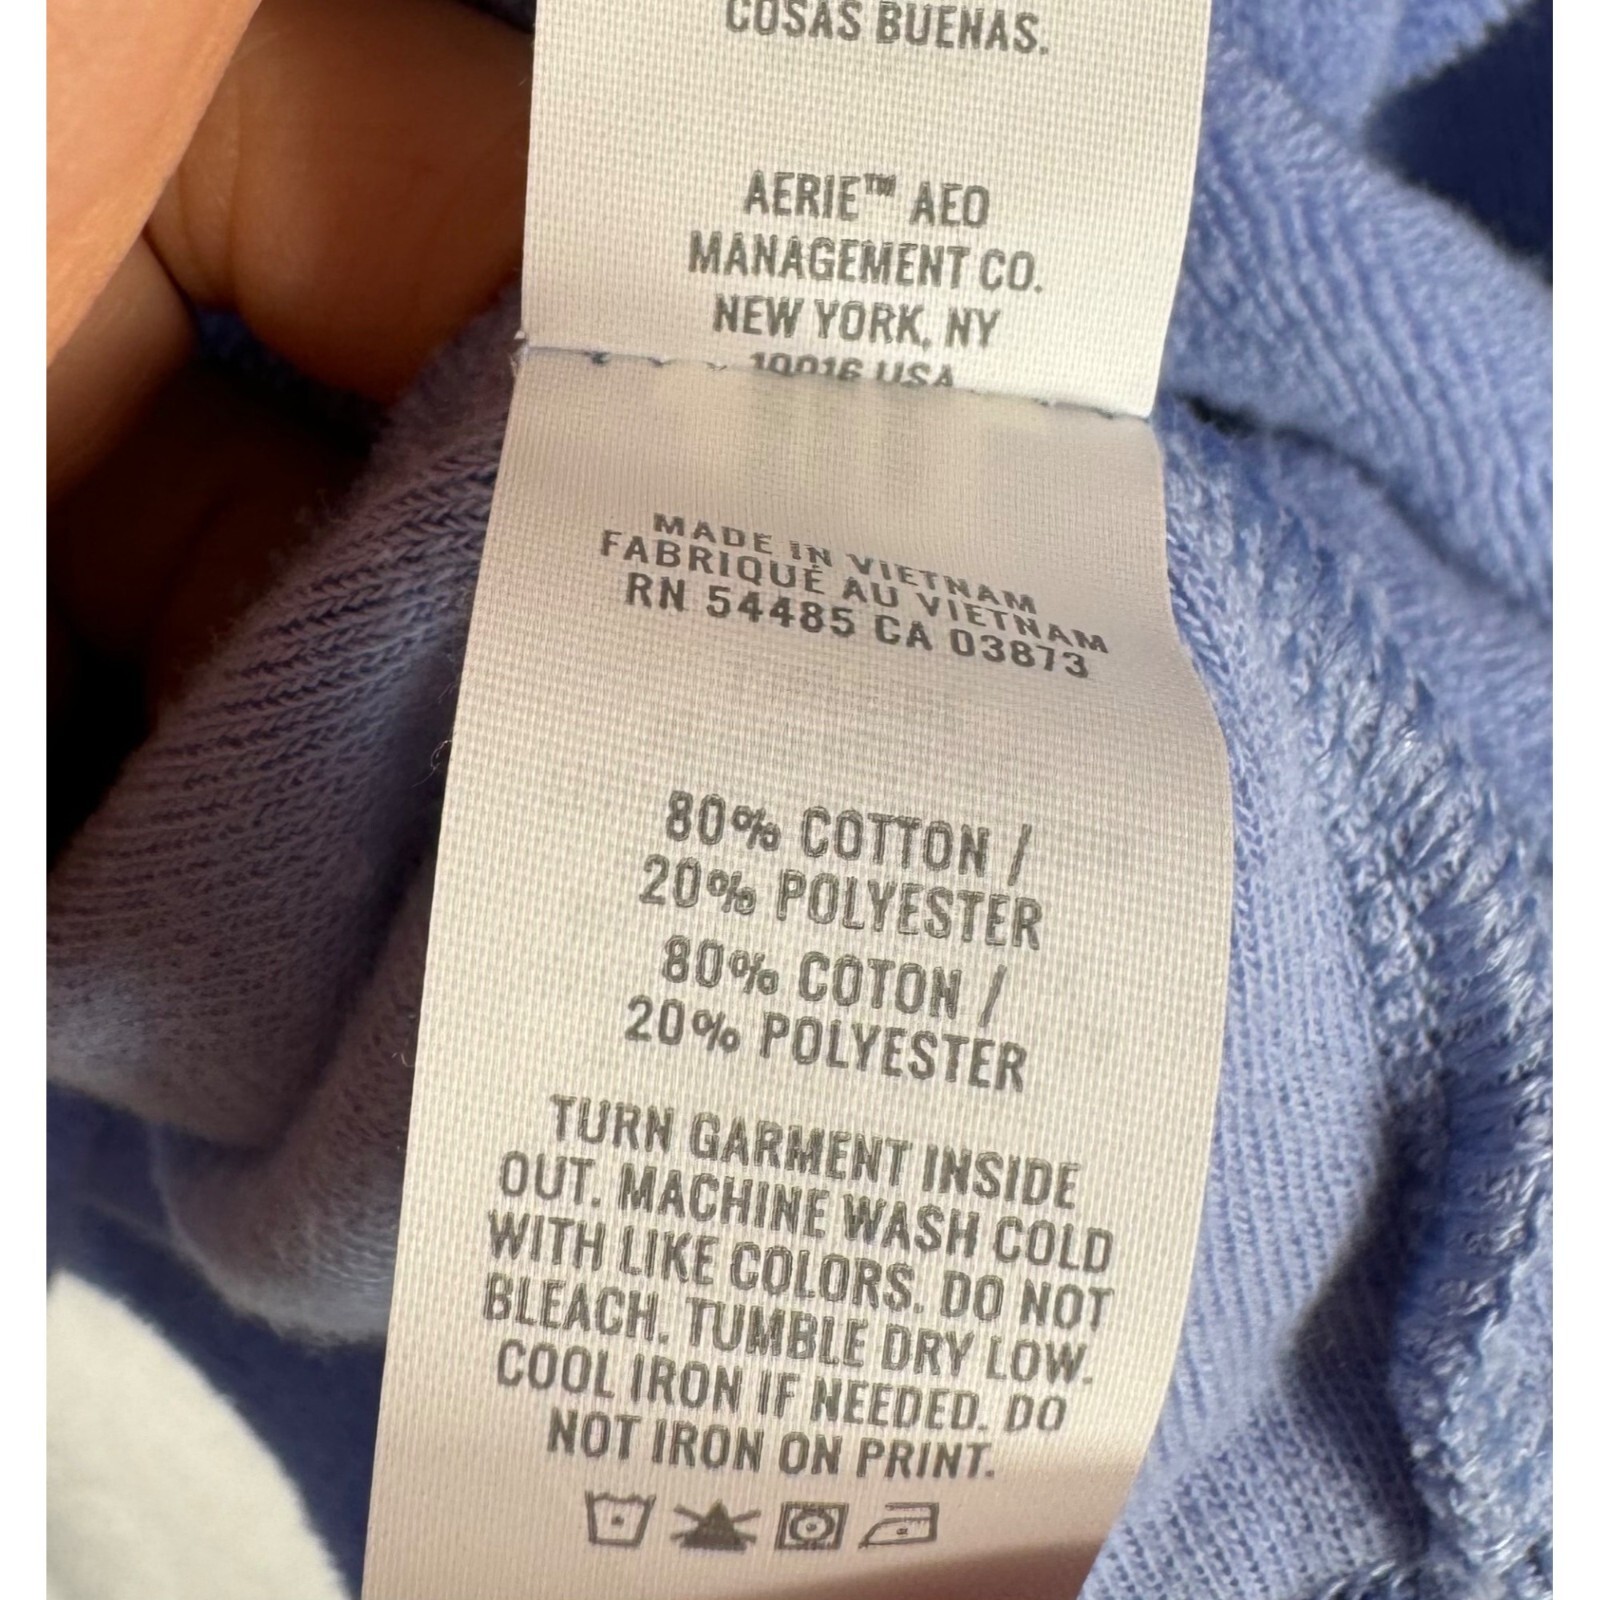 COSAS BUENAS.
AERIE™ AEO
MANAGEMENT CO.
NEW YORK, NY
10016 USA
MADE IN VIETNAM
FABRIQUÉ AU VIETNAM
RN 54485 CA 03873
80% COTTON /
20% POLYESTER
80% COTON /
20% POLYESTER
TURN GARMENT INSIDE
OUT. MACHINE WASH COLD
WITH LIKE COLORS. DO NOT
BLEACH. TUMBLE DRY LOW.
COOL IRON IF NEEDED. DO
NOT IRON ON PRINT.